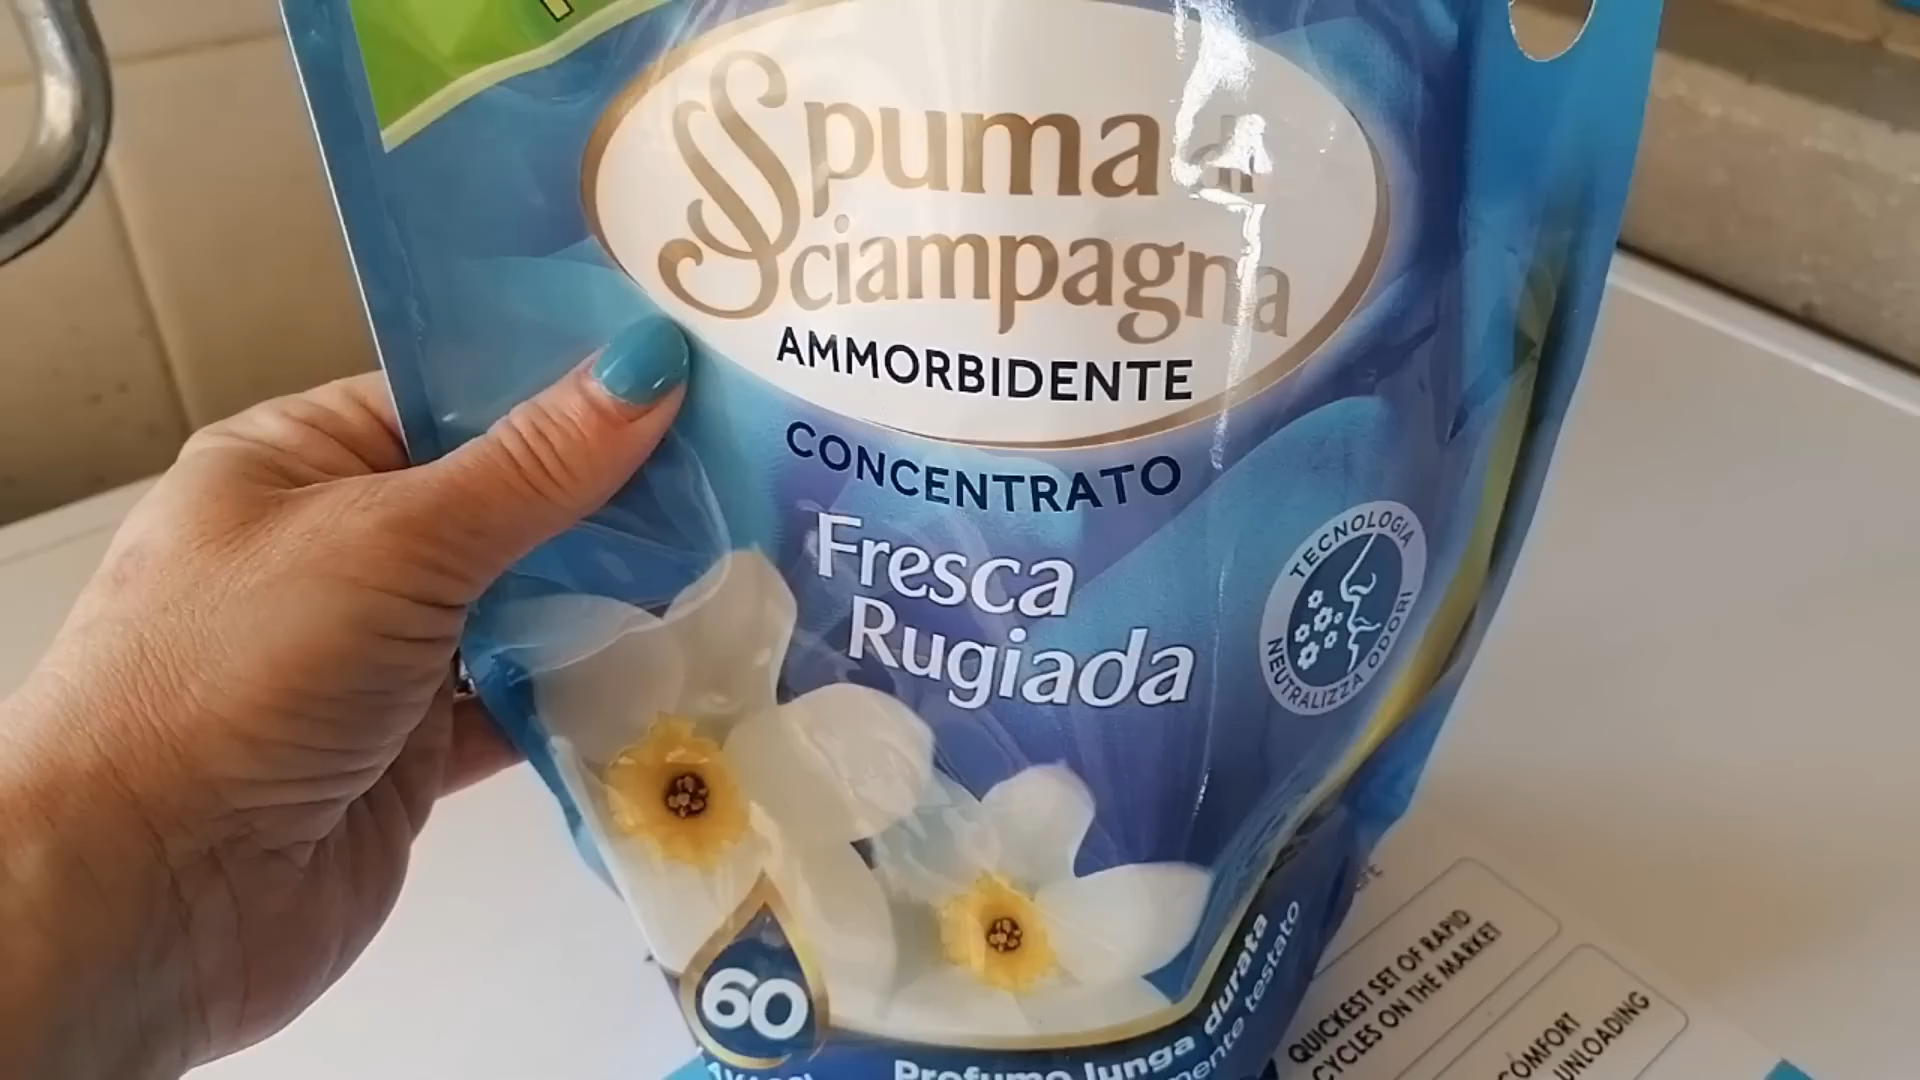 Spuma di
Sciampagna
AMMORBIDENTE
CONCENTRATO
Fresca
Rugiada
TECNOLOGIA
NEUTRALIZZA ODORI
60
Profumo lunga durata
testato
QUICKEST SET OF RAPID
CYCLES ON THE MARKET
COMFORT
UNLOADING